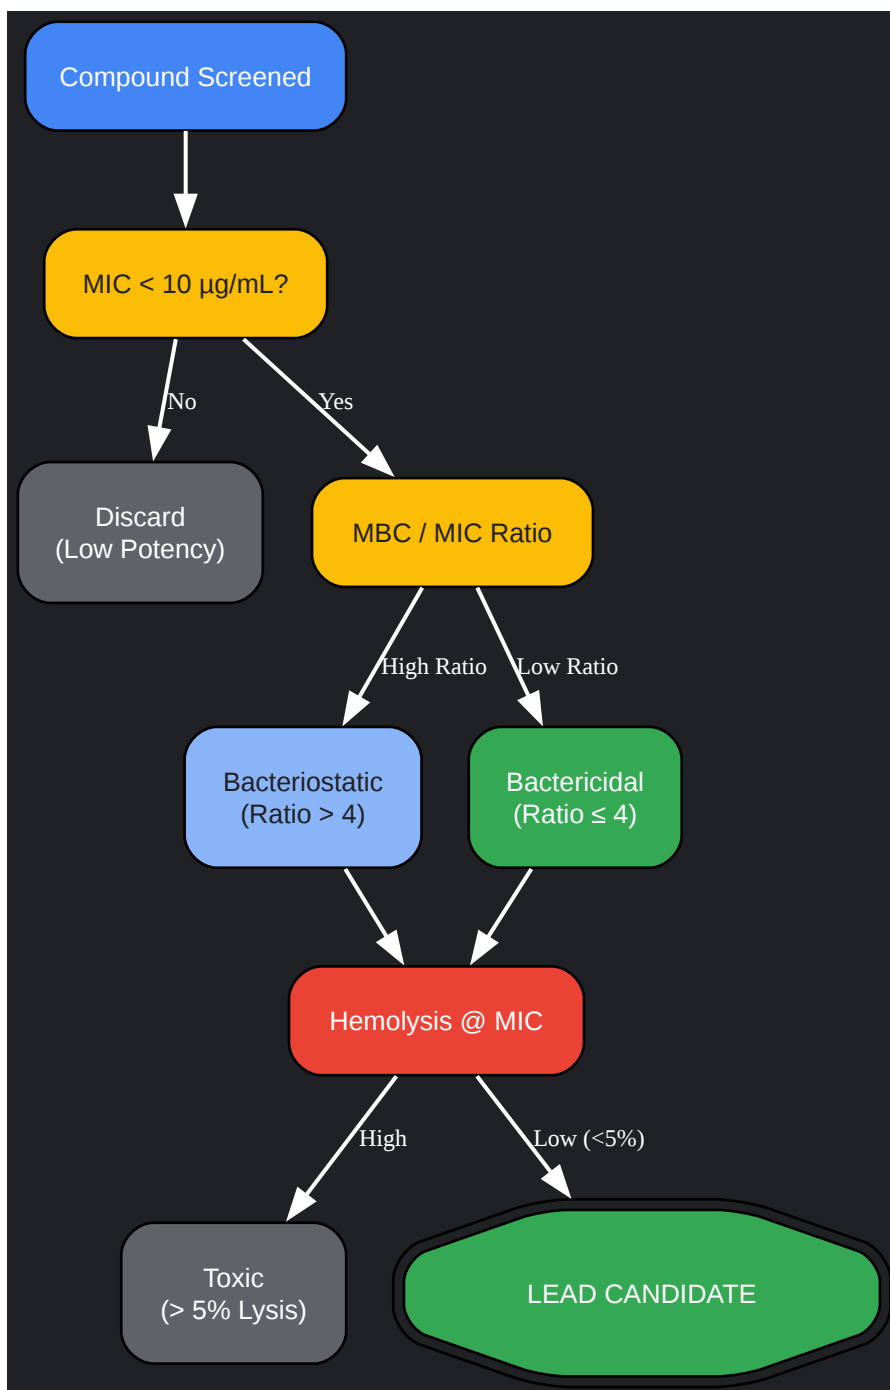 Compound Screened
MIC < 10 µg/mL?
No
Yes
Discard
(Low Potency)
MBC / MIC Ratio
High Ratio
Low Ratio
Bacteriostatic
(Ratio > 4)
Bactericidal
(Ratio ≤ 4)
Hemolysis @ MIC
High
Low (<5%)
Toxic
(> 5% Lysis)
LEAD CANDIDATE